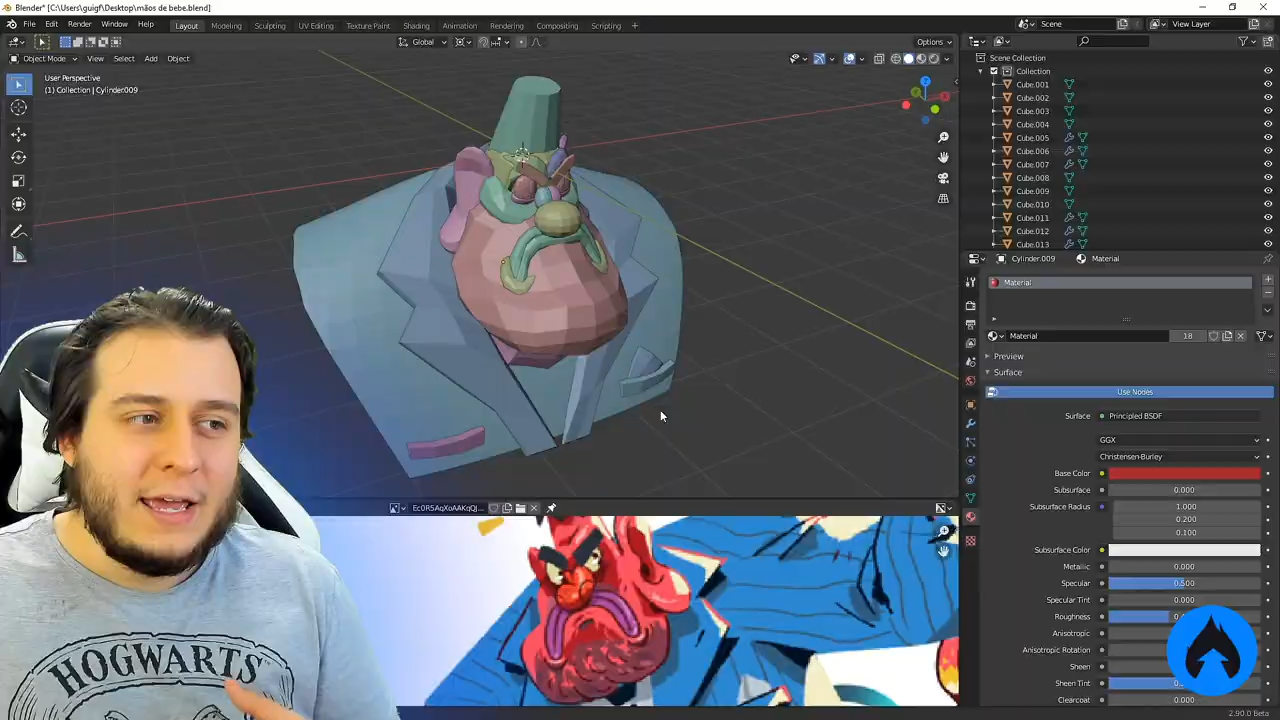 Blender* [C:\Users\guigf\Desktop\mãos de bebe.blend]
File Edit Render Window Help Layout Modeling Sculpting UV Editing Texture Paint Shading Animation Rendering Compositing Scripting + Scene View Layer
Global Options
Object Mode View Select Add Object
User Perspective
(1) Collection | Cylinder.009
Scene Collection
Collection
Cube.001
Cube.002
Cube.003
Cube.004
Cube.005
Cube.006
Cube.007
Cube.008
Cube.009
Cube.010
Cube.011
Cube.012
Cube.013
Cylinder.009 Material
Material
Material 18
Preview
Surface
Use Nodes
Surface Principled BSDF
GGX
Christensen-Burley
Base Color
Subsurface 0.000
Subsurface Radius 1.000
0.200
0.100
Subsurface Color
Metallic 0.000
Specular 0.500
Specular Tint 0.000
Roughness
Anisotropic
Anisotropic Rotation
Sheen
Sheen Tint
Clearcoat 0.000
2.90.0 Beta
HOGWARTS